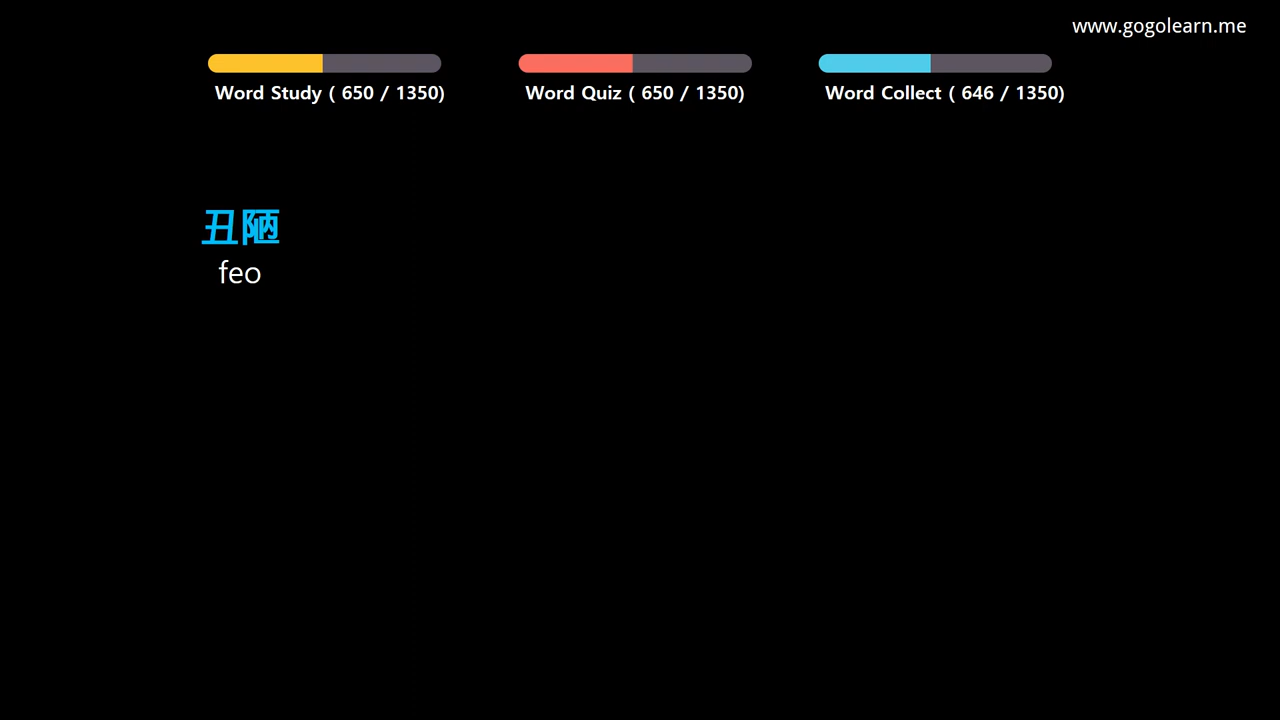 www.gogolearn.me
Word Study ( 650 / 1350)
Word Quiz ( 650 / 1350)
Word Collect ( 646 / 1350)
丑陋
feo